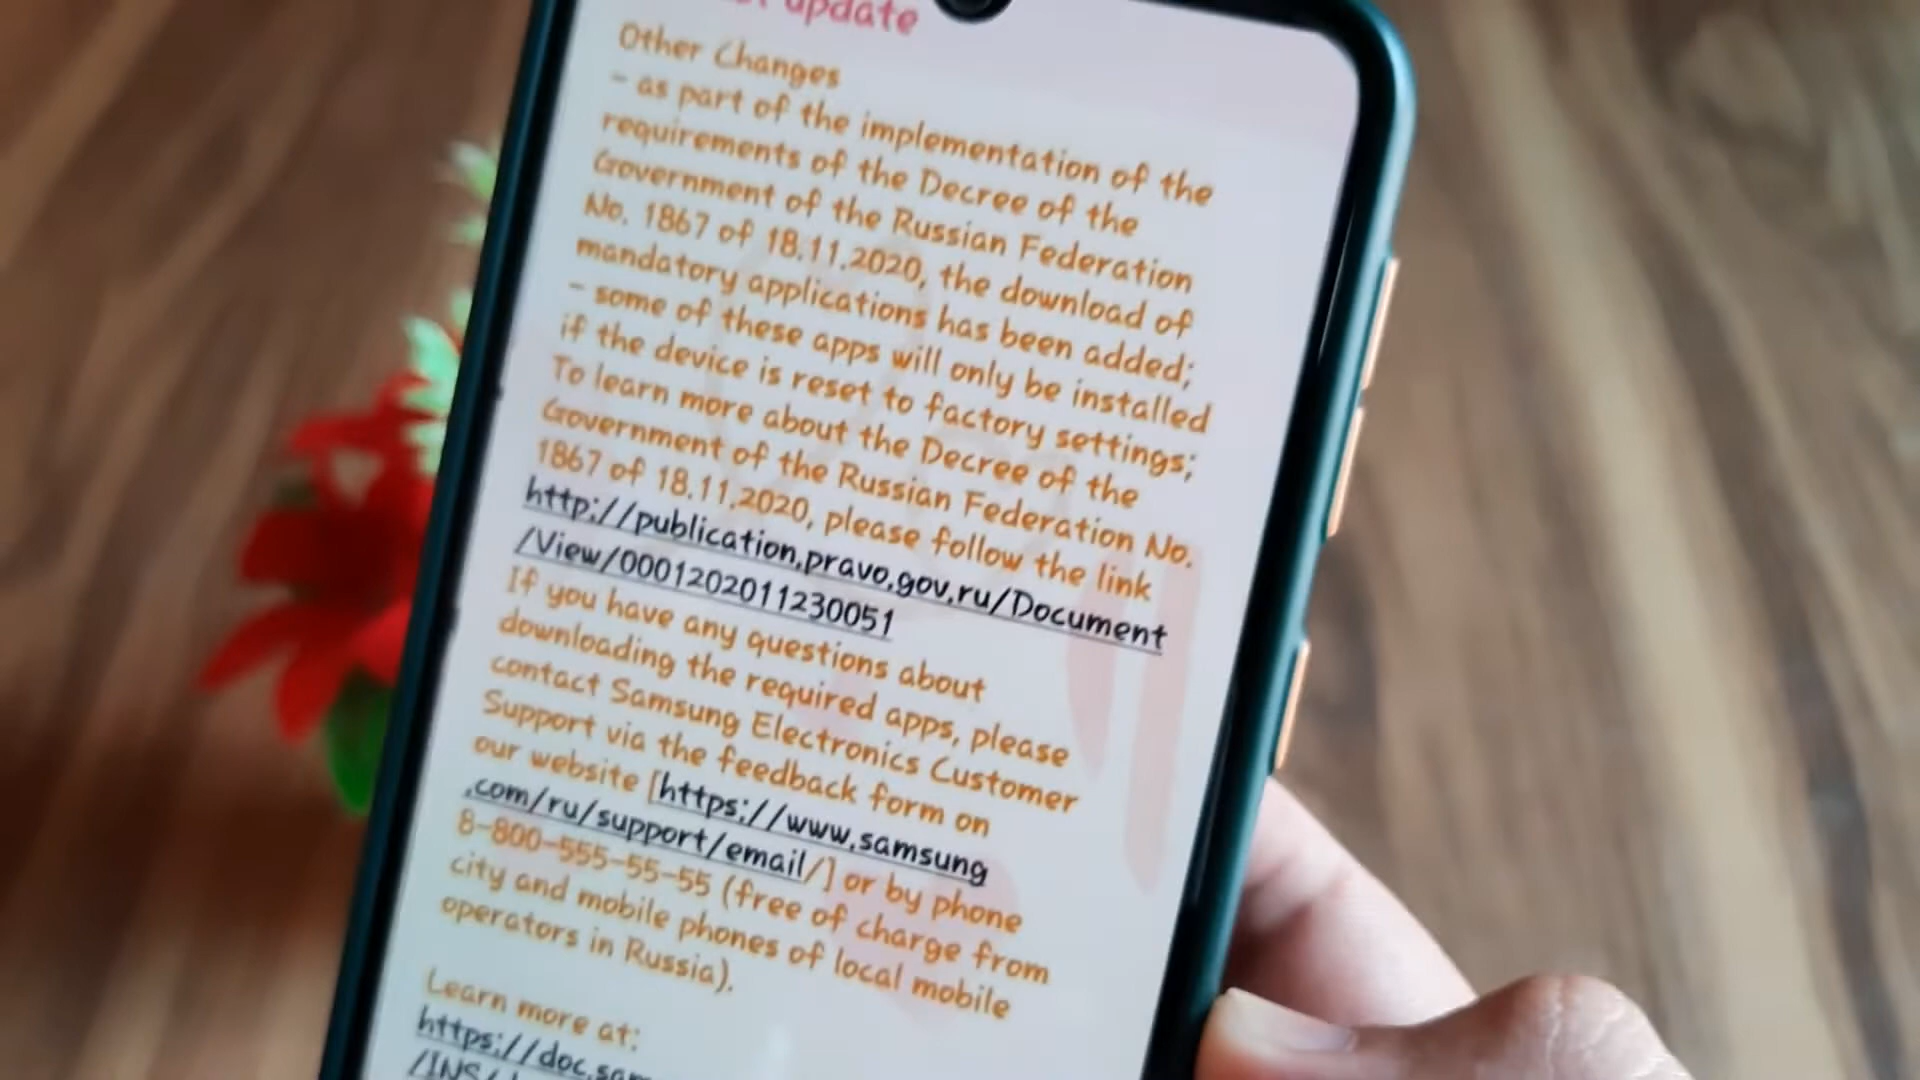 update
Other Changes
- as part of the implementation of the
requirements of the Decree of the
Government of the Russian Federation
No. 1867 of 18.11.2020, the download of
mandatory applications has been added;
- some of these apps will only be installed
if the device is reset to factory settings;
To learn more about the Decree of the
Government of the Russian Federation No.
1867 of 18.11.2020, please follow the link
http://publication.pravo.gov.ru/Document
/View/0001202011230051
If you have any questions about
downloading the required apps, please
contact Samsung Electronics Customer
Support via the feedback form on
our website [https://www.samsung
.com/ru/support/email/] or by phone
8-800-555-55-55 (free of charge from
city and mobile phones of local mobile
operators in Russia).
Learn more at:
https://doc.sam